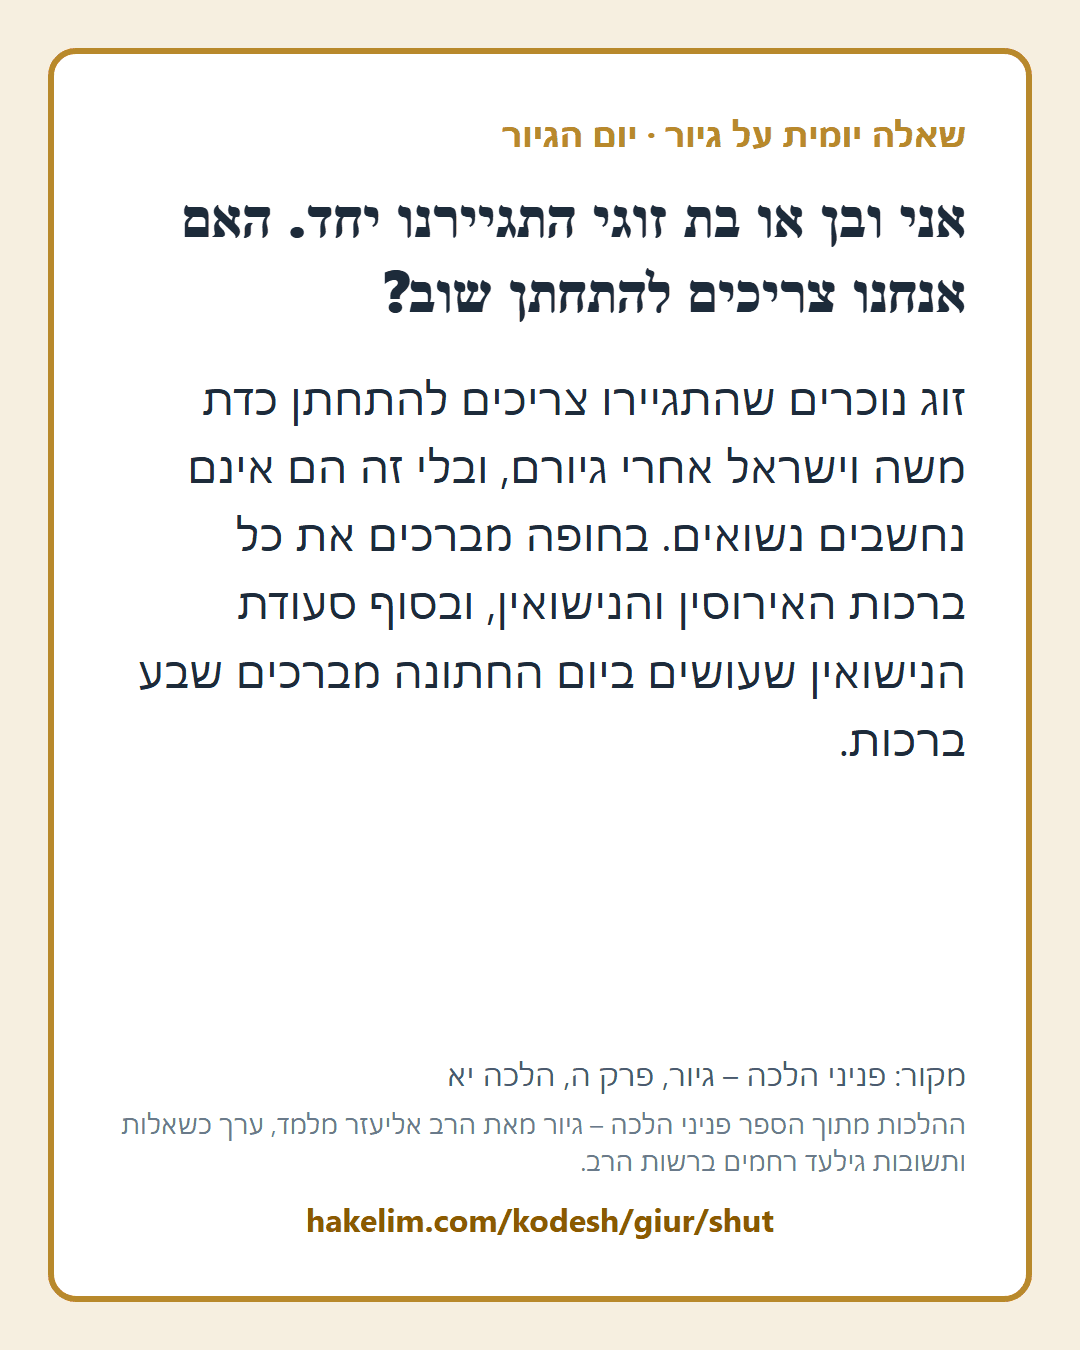 שאלה יומית על גיור · יום הגיור
אני ובן או בת זוגי התגיירנו יחד. האם
אנחנו צריכים להתחתן שוב?
זוג נוכרים שהתגיירו צריכים להתחתן כדת
משה וישראל אחרי גיורם, ובלי זה הם אינם
נחשבים נשואים. בחופה מברכים את כל
ברכות האירוסין והנישואין, ובסוף סעודת
הנישואין שעושים ביום החתונה מברכים שבע
ברכות.
מקור: פניני הלכה – גיור, פרק ה, הלכה יא
ההלכות מתוך הספר פניני הלכה – גיור מאת הרב אליעזר מלמד, ערך כשאלות
ותשובות גילעד רחמים ברשות הרב.
hakelim.com/kodesh/giur/shut